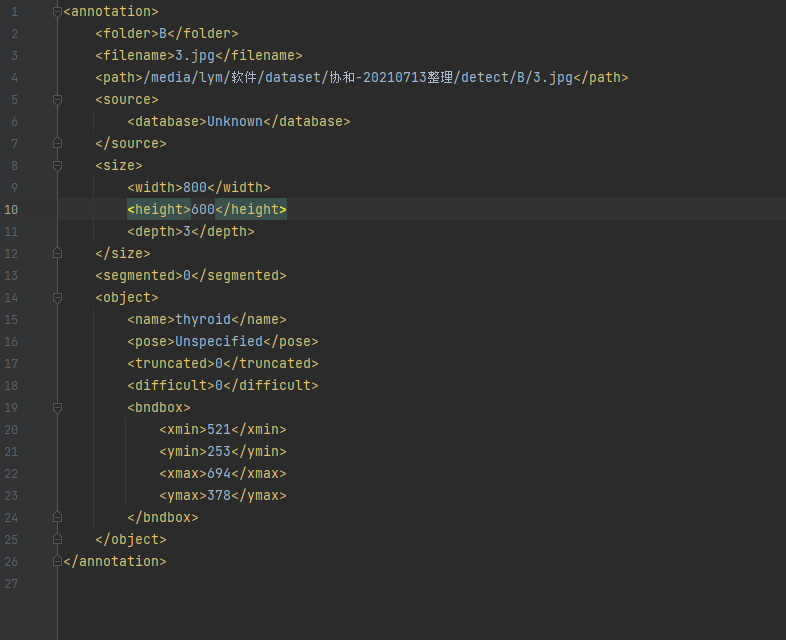 1 <annotation>
2 <folder>B</folder>
3 <filename>3.jpg</filename>
4 <path>/media/lym/软件/dataset/协和-20210713整理/detect/B/3.jpg</path>
5 <source>
6 <database>Unknown</database>
7 </source>
8 <size>
9 <width>800</width>
10 <height>600</height>
11 <depth>3</depth>
12 </size>
13 <segmented>0</segmented>
14 <object>
15 <name>thyroid</name>
16 <pose>Unspecified</pose>
17 <truncated>0</truncated>
18 <difficult>0</difficult>
19 <bndbox>
20 <xmin>521</xmin>
21 <ymin>253</ymin>
22 <xmax>694</xmax>
23 <ymax>378</ymax>
24 </bndbox>
25 </object>
26 </annotation>
27